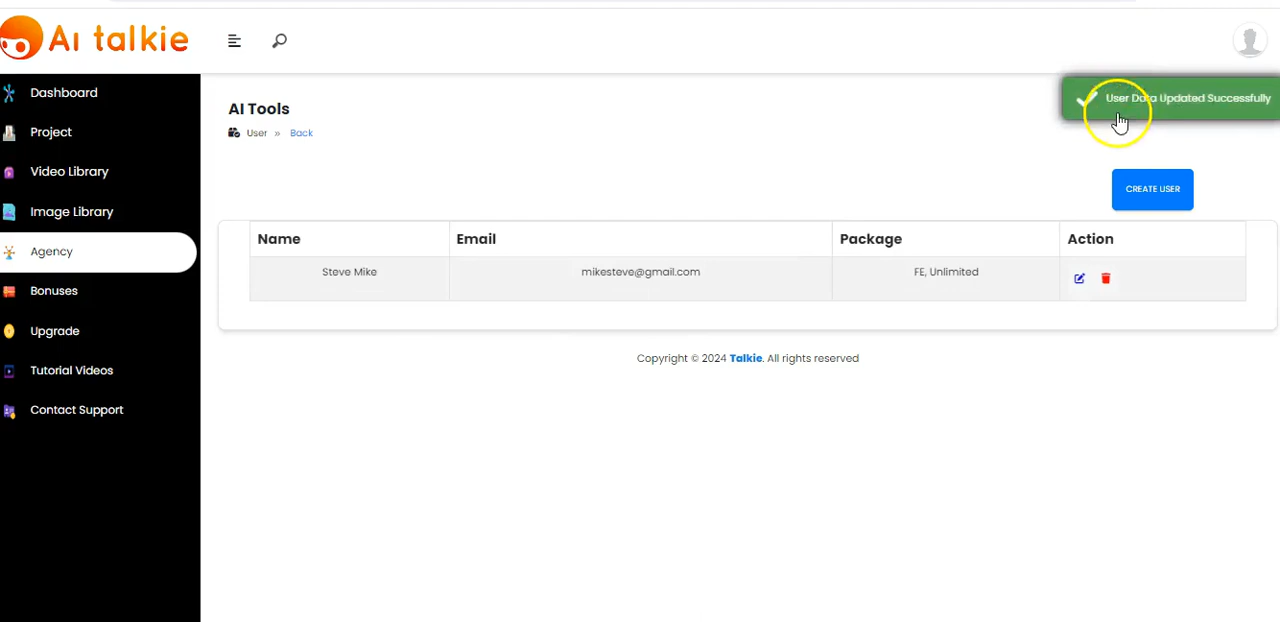 Ai talkie
Dashboard
Project
Video Library
Image Library
Agency
Bonuses
Upgrade
Tutorial Videos
Contact Support
AI Tools
User » Back
User Data Updated Successfully
CREATE USER
Name Email Package Action
Steve Mike mikesteve@gmail.com FE, Unlimited
Copyright © 2024 Talkie. All rights reserved